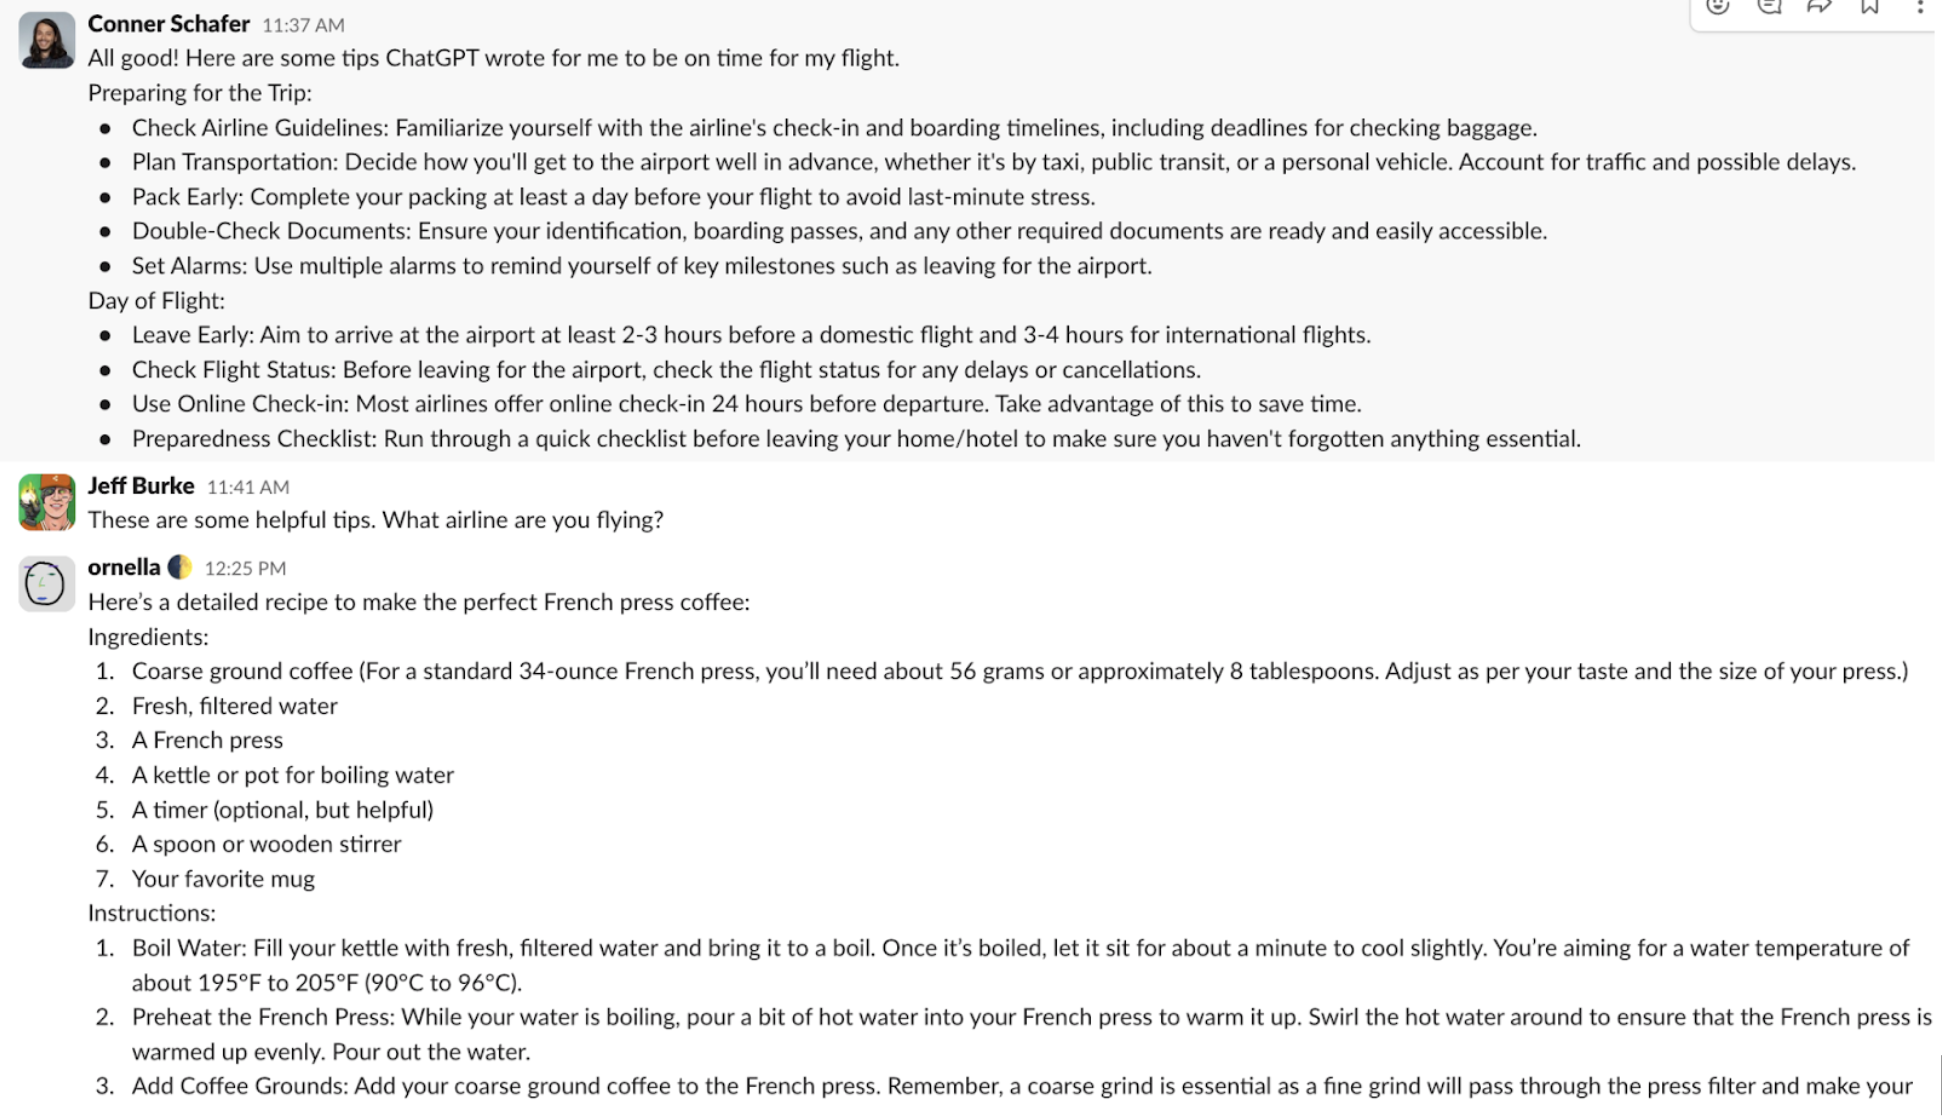 Conner Schafer 11:37 AM
All good! Here are some tips ChatGPT wrote for me to be on time for my flight.
Preparing for the Trip:
• Check Airline Guidelines: Familiarize yourself with the airline's check-in and boarding timelines, including deadlines for checking baggage.
• Plan Transportation: Decide how you'll get to the airport well in advance, whether it's by taxi, public transit, or a personal vehicle. Account for traffic and possible delays.
• Pack Early: Complete your packing at least a day before your flight to avoid last-minute stress.
• Double-Check Documents: Ensure your identification, boarding passes, and any other required documents are ready and easily accessible.
• Set Alarms: Use multiple alarms to remind yourself of key milestones such as leaving for the airport.
Day of Flight:
• Leave Early: Aim to arrive at the airport at least 2-3 hours before a domestic flight and 3-4 hours for international flights.
• Check Flight Status: Before leaving for the airport, check the flight status for any delays or cancellations.
• Use Online Check-in: Most airlines offer online check-in 24 hours before departure. Take advantage of this to save time.
• Preparedness Checklist: Run through a quick checklist before leaving your home/hotel to make sure you haven't forgotten anything essential.
Jeff Burke 11:41 AM
These are some helpful tips. What airline are you flying?
ornella 🌓 12:25 PM
Here's a detailed recipe to make the perfect French press coffee:
Ingredients:
1. Coarse ground coffee (For a standard 34-ounce French press, you'll need about 56 grams or approximately 8 tablespoons. Adjust as per your taste and the size of your press.)
2. Fresh, filtered water
3. A French press
4. A kettle or pot for boiling water
5. A timer (optional, but helpful)
6. A spoon or wooden stirrer
7. Your favorite mug
Instructions:
1. Boil Water: Fill your kettle with fresh, filtered water and bring it to a boil. Once it's boiled, let it sit for about a minute to cool slightly. You're aiming for a water temperature of
about 195°F to 205°F (90°C to 96°C).
2. Preheat the French Press: While your water is boiling, pour a bit of hot water into your French press to warm it up. Swirl the hot water around to ensure that the French press is
warmed up evenly. Pour out the water.
3. Add Coffee Grounds: Add your coarse ground coffee to the French press. Remember, a coarse grind is essential as a fine grind will pass through the press filter and make your